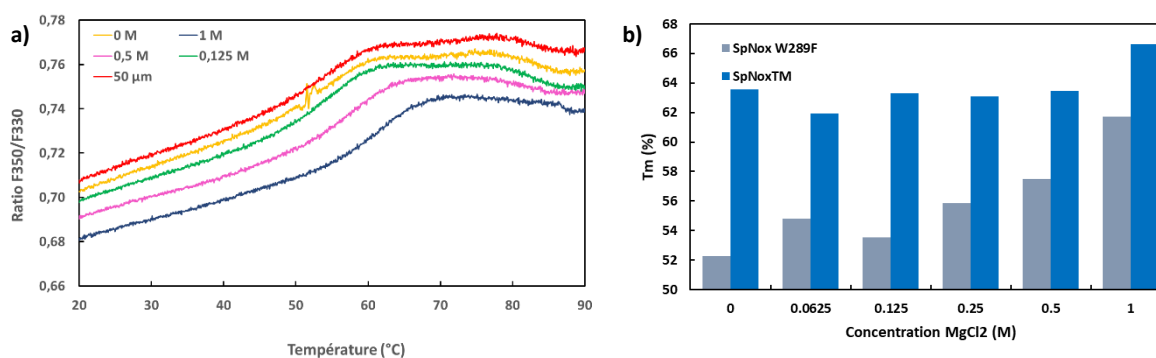 a)
0,78
0,76
0,74
0,72
0,70
0,68
0,66
Ratio F350/F330
0 M
1 M
0,5 M
0,125 M
50 µm
20
30
40
50
60
70
80
90
Température (°C)
b)
68
66
64
62
60
58
56
54
52
50
Tm (%)
SpNox W289F
SpNoxTM
0
0.0625
0.125
0.25
0.5
1
Concentration MgCl2 (M)